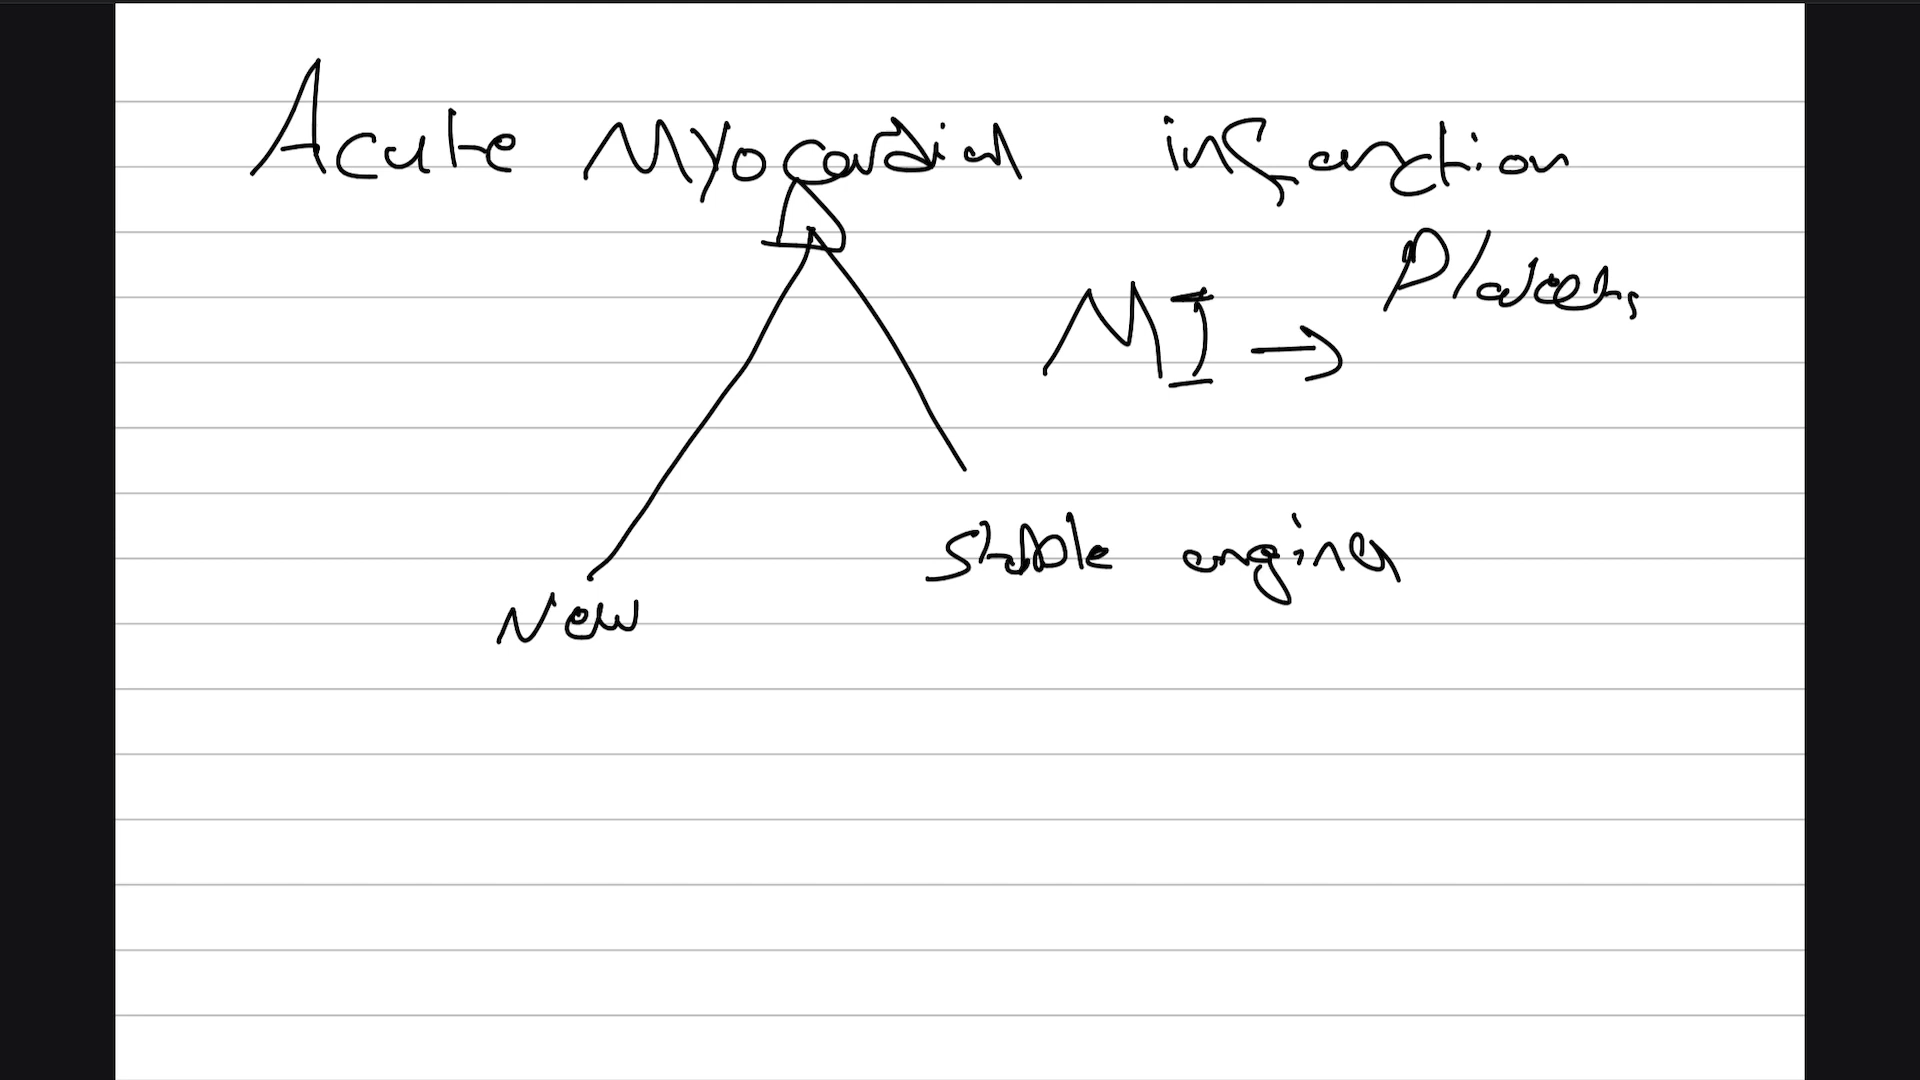 Acute Myocardial infarction
Platelets
MI →
Stable angina
New